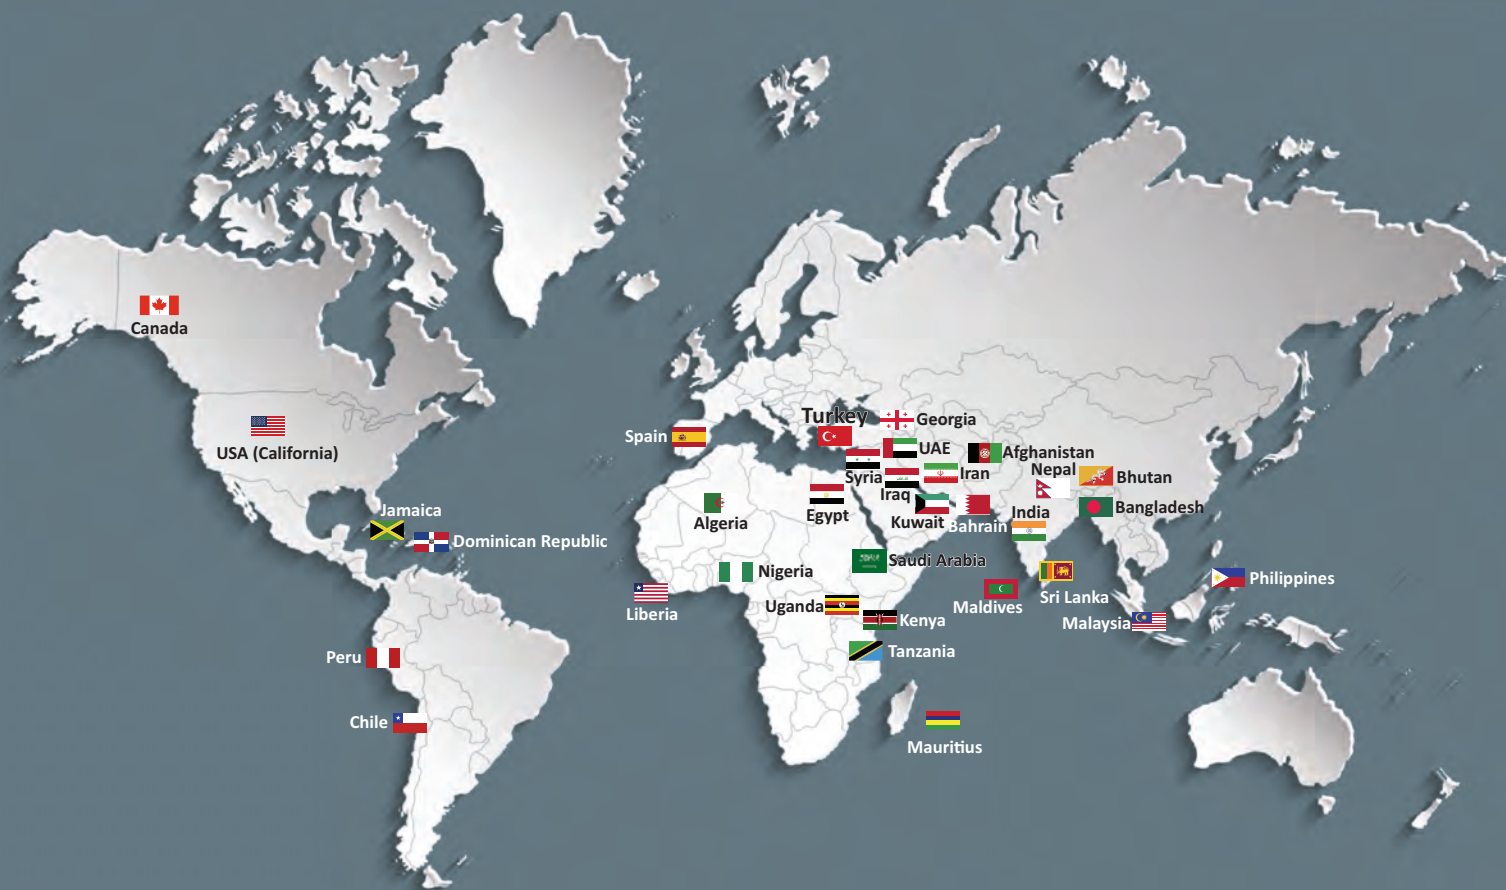 Canada
USA (California)
Jamaica
Dominican Republic
Peru
Chile
Spain
Turkey
Georgia
UAE
Afghanistan
Syria
Iran
Nepal
Bhutan
Iraq
Egypt
Algeria
Kuwait
Bahrain
India
Bangladesh
Saudi Arabia
Nigeria
Liberia
Uganda
Kenya
Maldives
Sri Lanka
Philippines
Malaysia
Tanzania
Mauritius